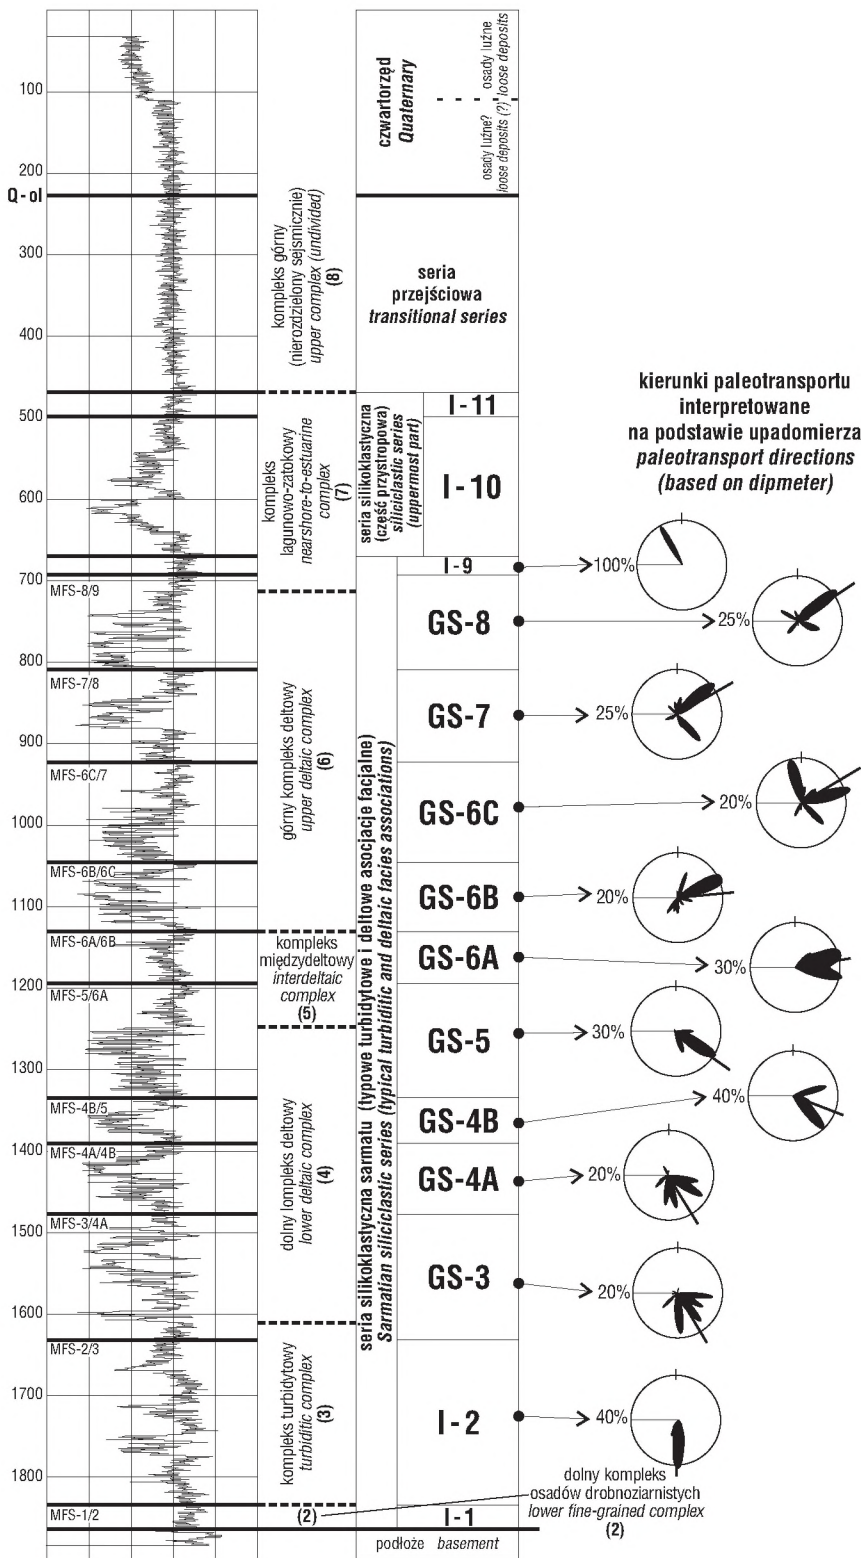 100
200
Q-ol
300
400
500
600
700
MFS-8/9
800
MFS-7/8
900
MFS-6C/7
1000
MFS-6B/6C
1100
MFS-6A/6B
1200
MFS-5/6A
1300
MFS-4B/5
1400
MFS-4A/4B
1500
MFS-3/4A
1600
MFS-2/3
1700
1800
MFS-1/2
kompleks górny
(nierozdzielony sejsmicznie)
upper complex (undivided)
(8)
kompleks
lagunowo-zatokowy
nearshore-to-estuarine
complex
(7)
górny kompleks deltowy
upper deltaic complex
(6)
kompleks
międzydeltowy
interdeltaic
complex
(5)
dolny lompleks deltowy
lower deltaic complex
(4)
kompleks turbidytowy
turbiditic complex
(3)
(2)
czwartorzęd
Quaternary
osady luźne
loose deposits
osady luźne?
loose deposits (?)
seria
przejściowa
transitional series
seria silikoklastyczna
(część przystropowa)
siliciclastic series
(uppermost part)
I-11
I-10
seria silikoklastyczna sarmatu (typowe turbidytowe i deltowe asocjacje facjalne)
Sarmatian siliciclastic series (typical turbiditic and deltaic facies associations)
I-9
GS-8
GS-7
GS-6C
GS-6B
GS-6A
GS-5
GS-4B
GS-4A
GS-3
I-2
I-1
podłoże basement
kierunki paleotransportu
interpretowane
na podstawie upadomierza
paleotransport directions
(based on dipmeter)
100%
25%
25%
20%
20%
30%
30%
40%
20%
20%
40%
dolny kompleks
osadów drobnoziarnistych
lower fine-grained complex
(2)